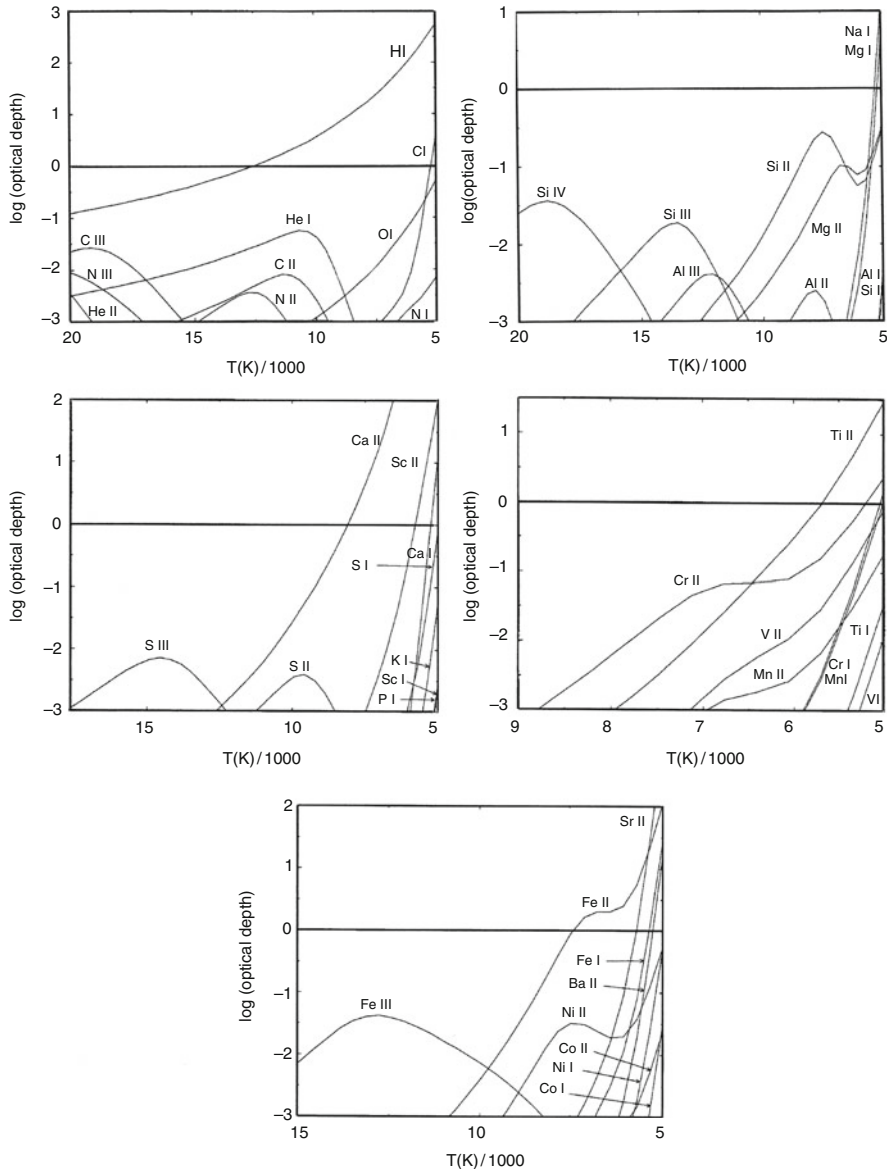 log (optical depth)
3
2
1
0
−1
−2
−3
HI
CI
He I
OI
C III
C II
N III
N II
He II
N I
20
15
10
5
T(K) / 1000
log(optical depth)
1
0
−1
−2
−3
Na I
Mg I
Si II
Si IV
Si III
Mg II
Al III
Al II
Al I
Si I
20
15
10
5
T(K) / 1000
log (optical depth)
2
1
0
−1
−2
−3
Ca II
Sc II
Ca I
S I
S III
S II
K I
Sc I
P I
15
10
5
T(K) / 1000
log (optical depth)
1
0
−1
−2
−3
Ti II
Cr II
V II
Ti I
Mn II
Cr I
MnI
VI
9
8
7
6
5
T(K) / 1000
log (optical depth)
2
1
0
−1
−2
−3
Sr II
Fe II
Fe I
Ba II
Fe III
Ni II
Co II
Ni I
Co I
15
10
5
T(K) / 1000